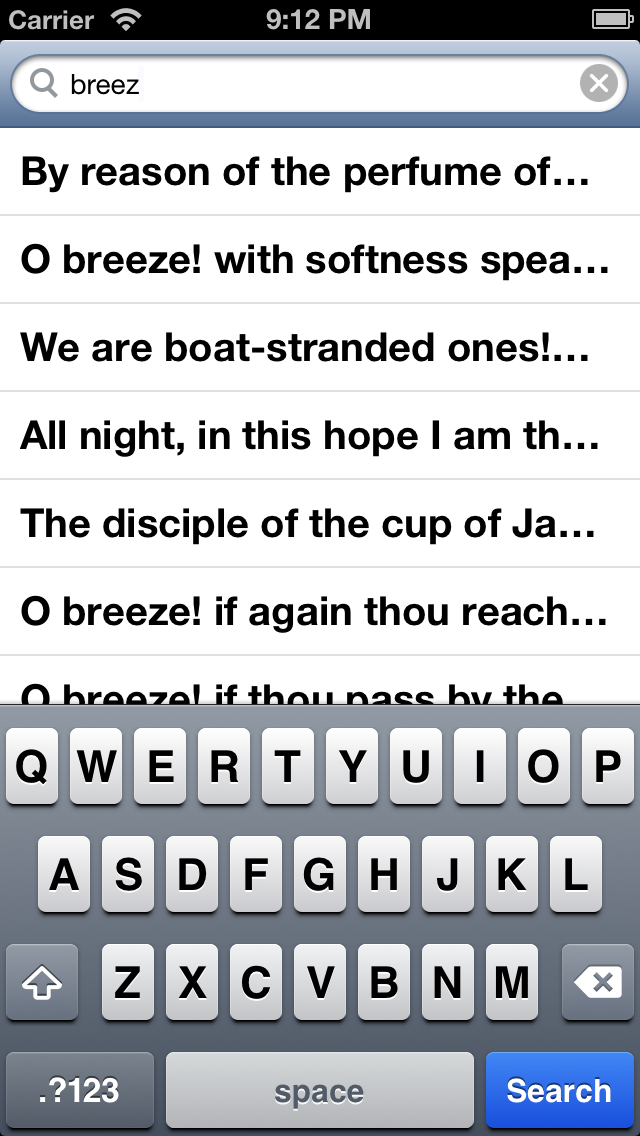 Carrier 9:12 PM
breez
By reason of the perfume of...
O breeze! with softness spea...
We are boat-stranded ones!...
All night, in this hope I am th...
The disciple of the cup of Ja...
O breeze! if again thou reach...
O breeze! if thou pass by the
Q W E R T Y U I O P
A S D F G H J K L
Z X C V B N M
.?123 space Search